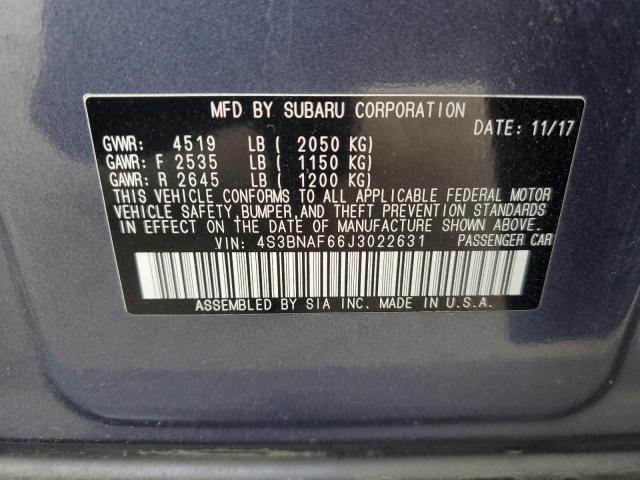 MFD BY SUBARU CORPORATION
DATE: 11/17
GVWR: 4519 LB ( 2050 KG)
GAWR: F 2535 LB ( 1150 KG)
GAWR: R 2645 LB ( 1200 KG)
THIS VEHICLE CONFORMS TO ALL APPLICABLE FEDERAL MOTOR
VEHICLE SAFETY, BUMPER, AND THEFT PREVENTION STANDARDS
IN EFFECT ON THE DATE OF MANUFACTURE SHOWN ABOVE.
VIN: 4S3BNAF66J3022631 PASSENGER CAR
ASSEMBLED BY SIA INC. MADE IN U.S.A.